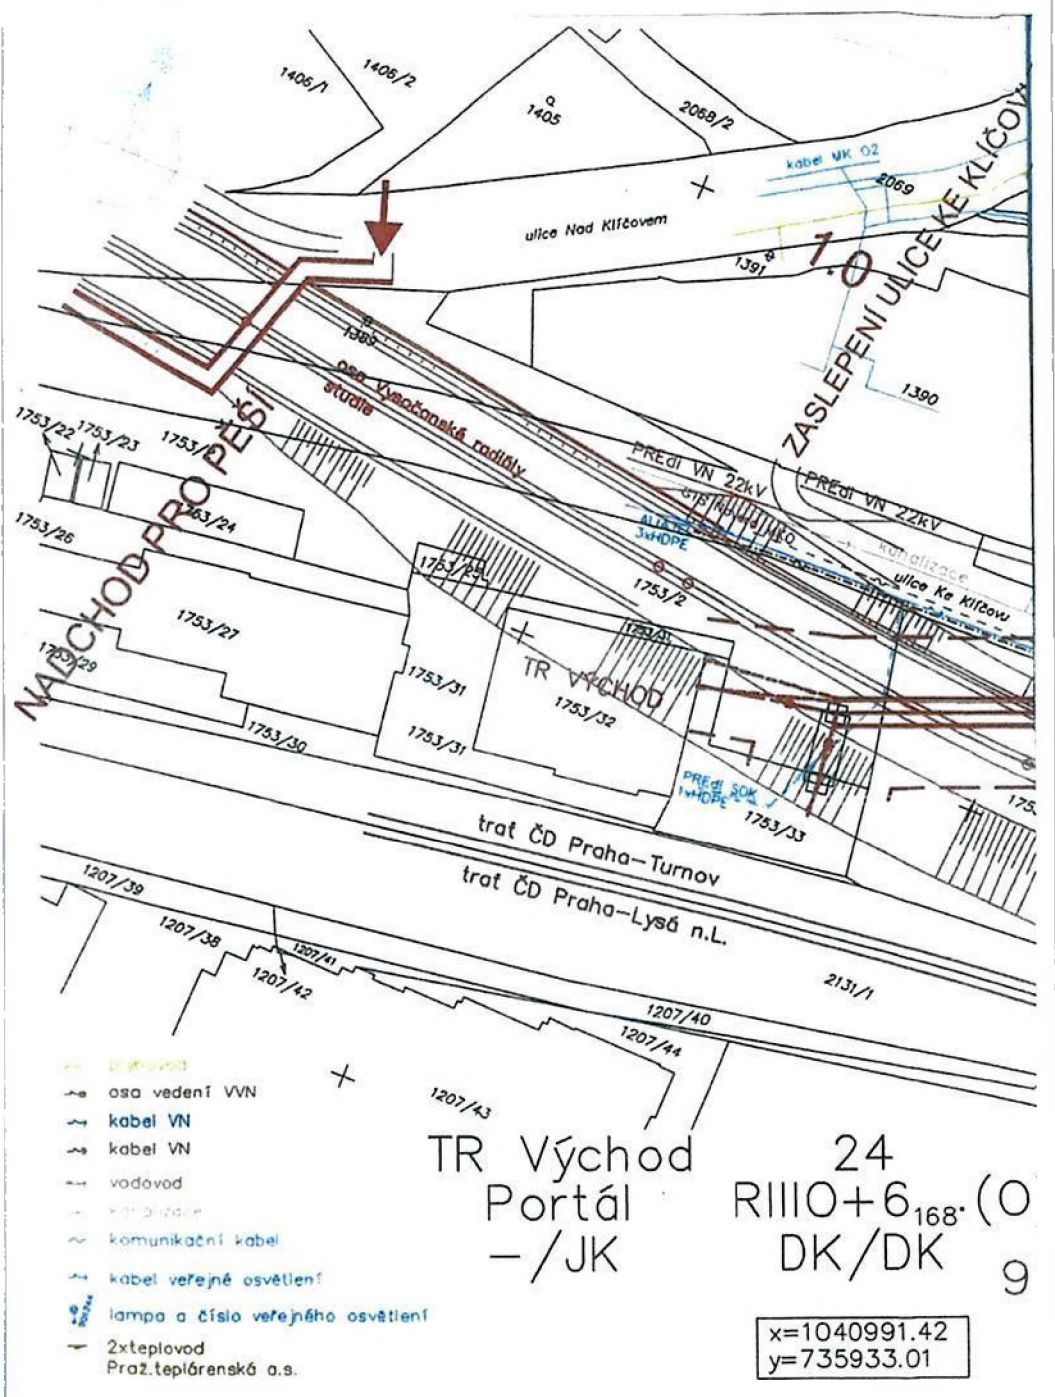 1406/1
1406/2
1405
2068/2
kabel MK O2
2069
ulice Nad Klíčovem
1391
1.0
ZASLEPENÍ ULICE KE KLÍČOV
1389
osa Vysočanské radiály
studie
1390
1753/22
1753/23
NADCHOD PRO PĚŠÍ
PREdi VN 22kV
PREdi VN 22kV
kanalizace
3xHDPE
ulice Ke Klíčovu
1753/26
1753/2
1753/27
1753/29
1753/31
TR VÝCHOD
1753/32
1753/30
1753/31
PREdi SOK
1xHDPE
1753/33
trať ČD Praha-Turnov
trať ČD Praha-Lysá n.L.
1207/39
1207/38
1207/41
1207/42
2131/1
1207/40
1207/44
1207/43
osa vedení VVN
kabel VN
kabel VN
vodovod
kanalizace
komunikační kabel
kabel veřejné osvětlení
lampa a číslo veřejného osvětlení
2xteplovod
Praž.teplárenská a.s.
TR Východ
Portál
-/JK
24
RIIIO+6168.(O
DK/DK
9
x=1040991.42
y=735933.01